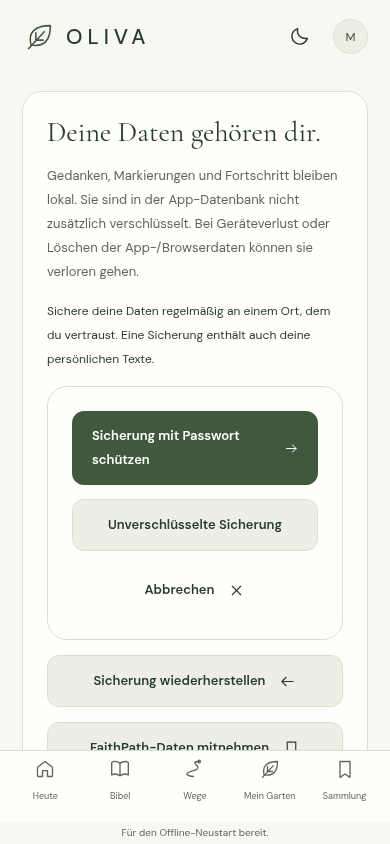 OLIVA
M
Deine Daten gehören dir.
Gedanken, Markierungen und Fortschritt bleiben
lokal. Sie sind in der App-Datenbank nicht
zusätzlich verschlüsselt. Bei Geräteverlust oder
Löschen der App-/Browserdaten können sie
verloren gehen.
Sichere deine Daten regelmäßig an einem Ort, dem
du vertraust. Eine Sicherung enthält auch deine
persönlichen Texte.
Sicherung mit Passwort
schützen
Unverschlüsselte Sicherung
Abbrechen
Sicherung wiederherstellen
FaithPath-Daten mitnehmen
Heute
Bibel
Wege
Mein Garten
Sammlung
Für den Offline-Neustart bereit.